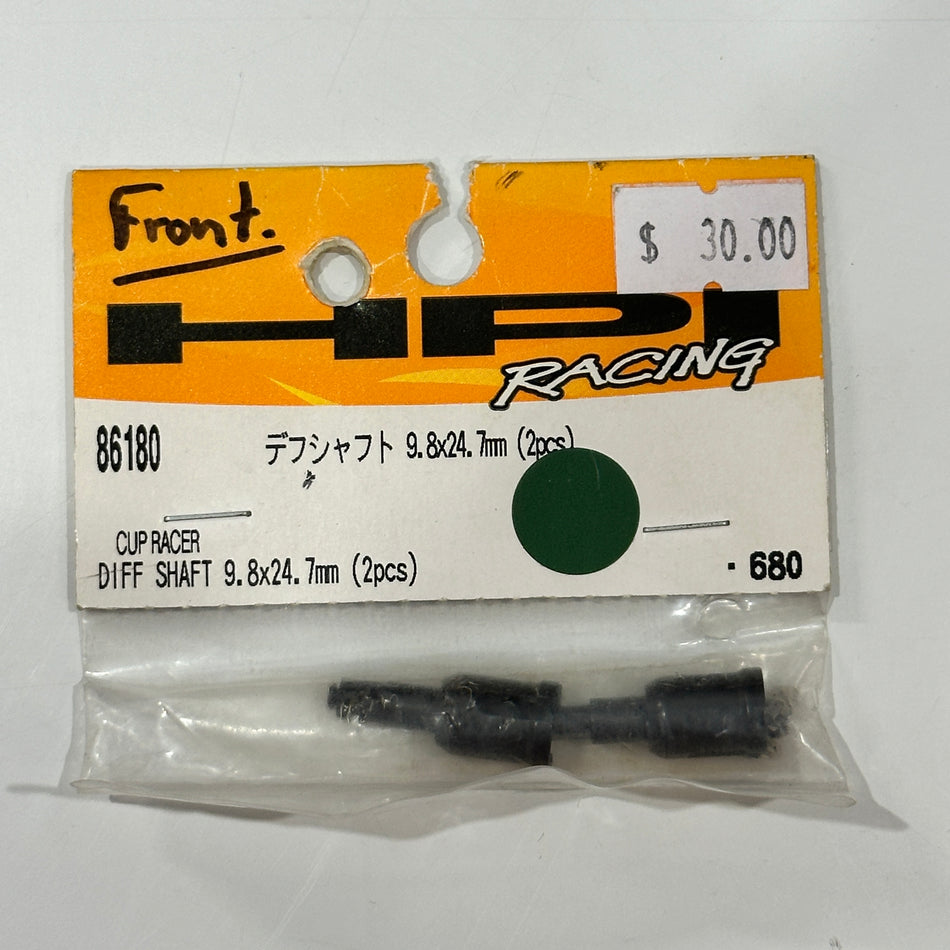 Front.
$ 30.00
HPI
RACING
86180
デフシャフト 9.8x24.7mm (2pcs)
CUP RACER
DIFF SHAFT 9.8x24.7mm (2pcs)
・680